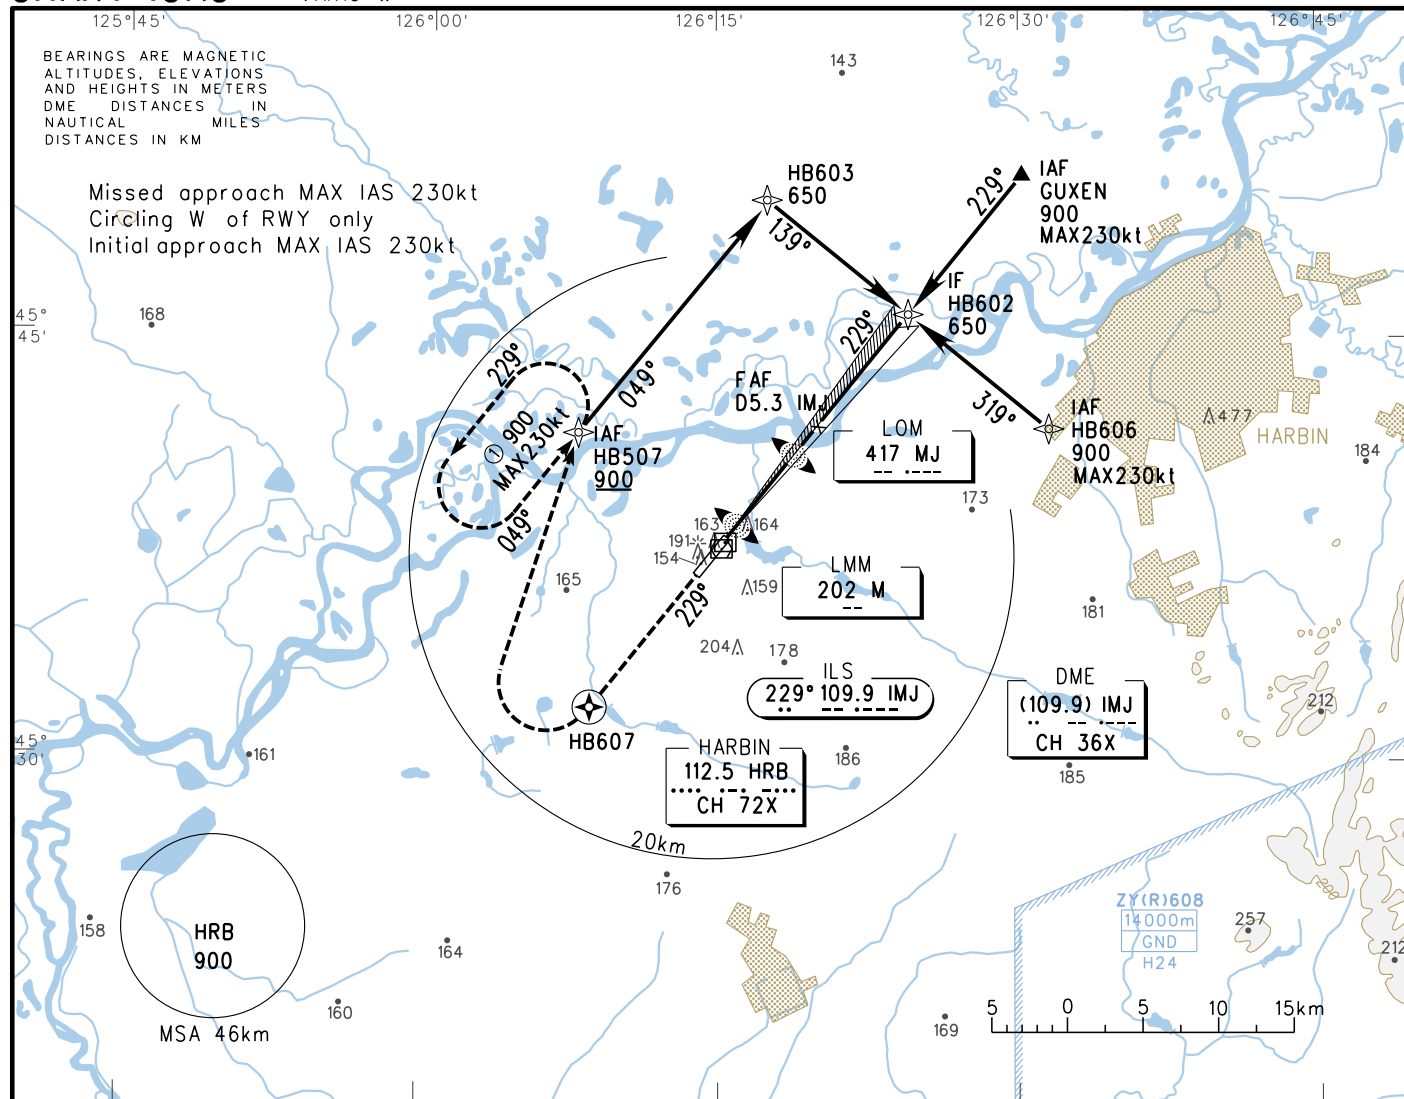 125°45'
126°00'
126°15'
126°30'
126°45'
BEARINGS ARE MAGNETIC
ALTITUDES, ELEVATIONS
AND HEIGHTS IN METERS
DME DISTANCES IN
NAUTICAL MILES
DISTANCES IN KM
Missed approach MAX IAS 230kt
Circling W of RWY only
Initial approach MAX IAS 230kt
143
HB603
650
139°
229°
IAF
GUXEN
900
MAX230kt
IF
HB602
650
168
45°
45'
229°
049°
229°
FAF
D5.3 IMJ
319°
IAF
HB606
900
MAX230kt
477
HARBIN
184
1 900
MAX230kt
IAF
HB507
900
049°
LOM
417 MJ
-- .---
173
163
164
191
154
165
159
LMM
202 M
--
181
229°
204
178
ILS
229° 109.9 IMJ
.. -- .---
DME
(109.9) IMJ
.. -- .---
CH 36X
212
HB607
45°
30'
161
HARBIN
112.5 HRB
.... .-. -...
CH 72X
186
185
20km
176
ZY(R)608
14000m
GND
H24
257
212
158
HRB
900
164
160
MSA 46km
169
5 0 5 10 15km